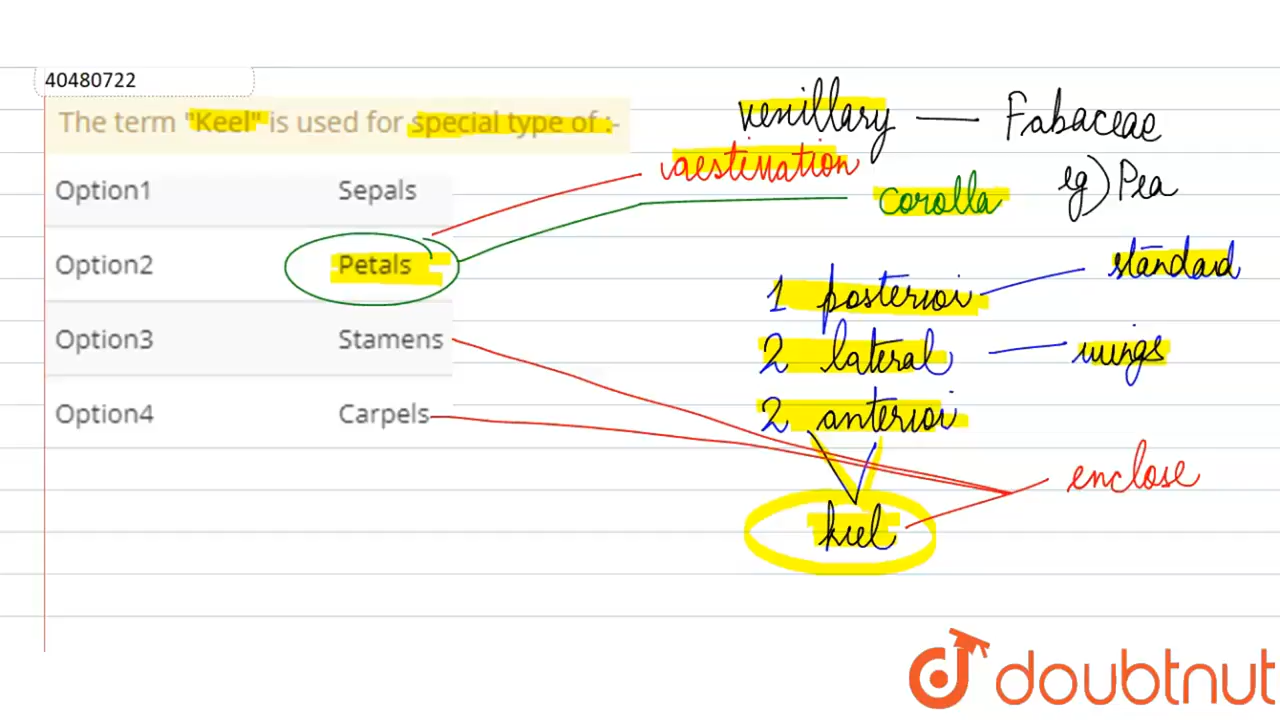 40480722
The term "Keel" is used for special type of :-
Option1 Sepals
Option2 Petals
Option3 Stamens
Option4 Carpels
vexillary — Fabaceae
aestivation
corolla eg) Pea
1 posterior standard
2 lateral — wings
2 anterior
keel
enclose
doubtnut